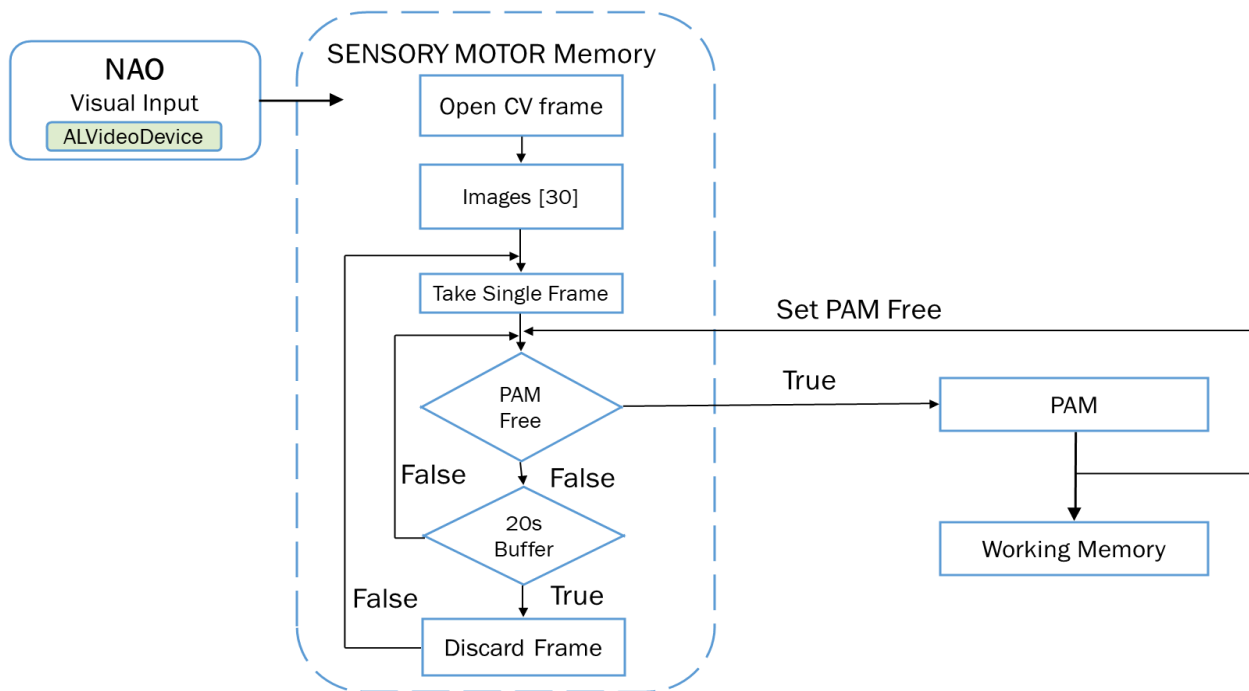 NAO
Visual Input
ALVideoDevice
SENSORY MOTOR Memory
Open CV frame
Images [30]
Take Single Frame
Set PAM Free
PAM
Free
True
PAM
False
False
20s
Buffer
Working Memory
False
True
Discard Frame